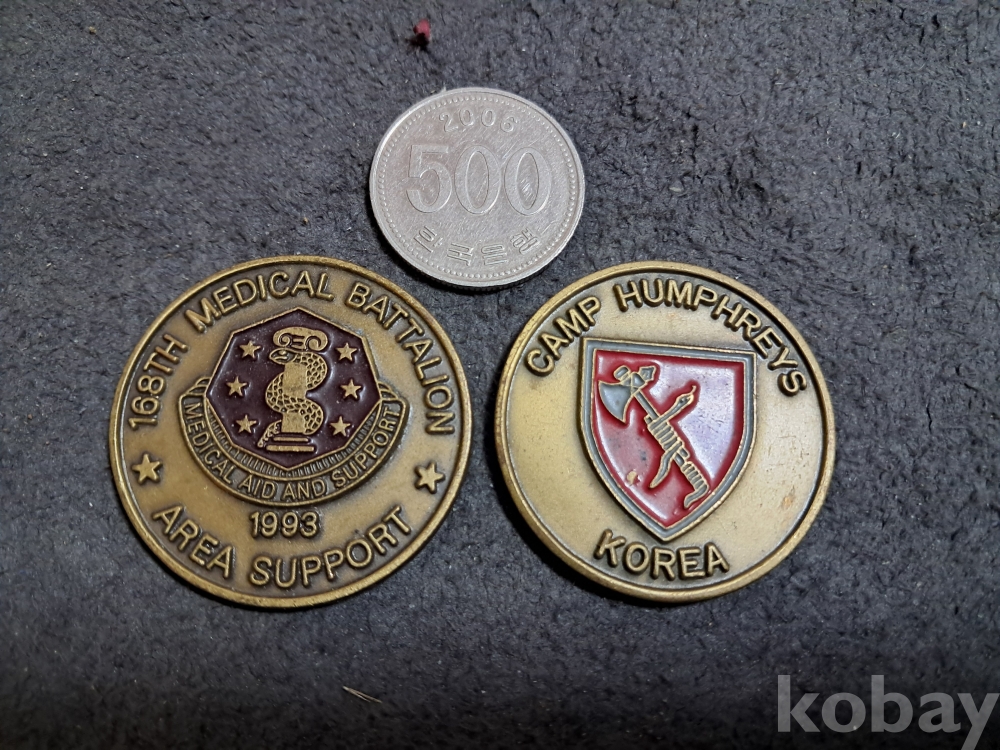 2006
500
한국은행
168TH MEDICAL BATTALION
MEDICAL AID AND SUPPORT
1993
AREA SUPPORT
CAMP HUMPHREYS
KOREA
kobay